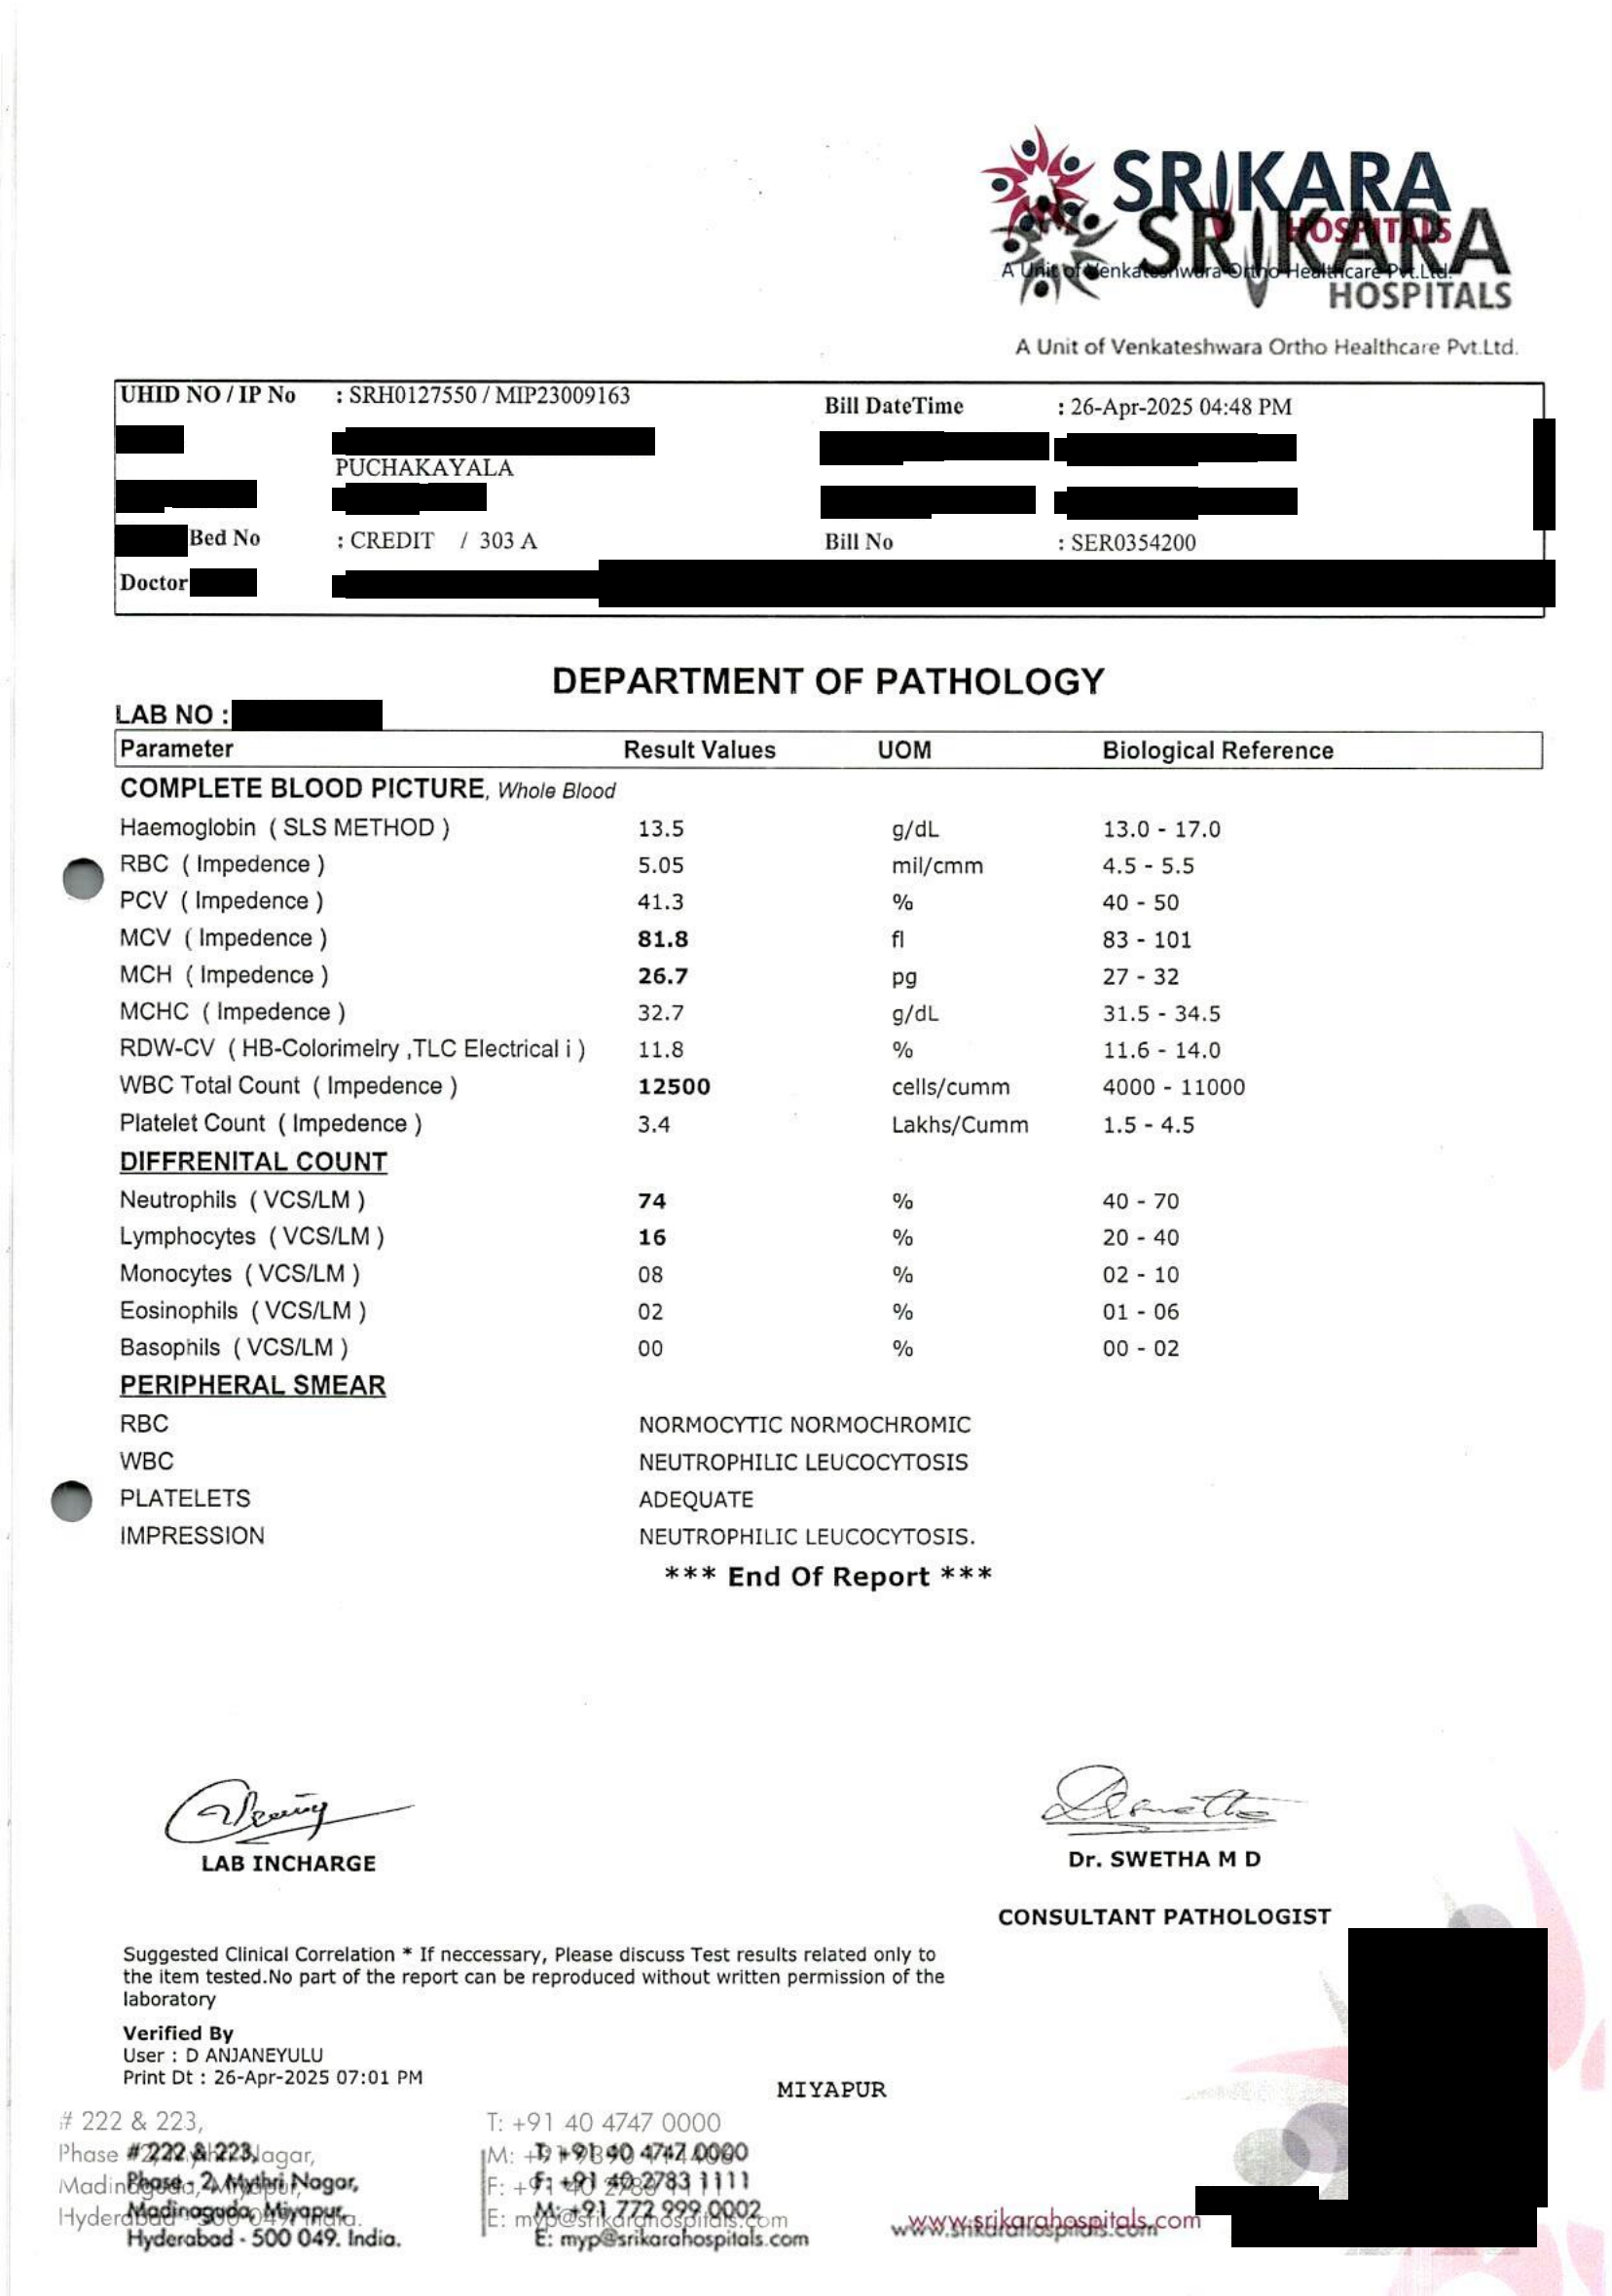 SRIKARA
HOSPITALS
A Unit of Venkateshwara Ortho Healthcare Pvt.Ltd.
SRIKARA
HOSPITALS
A Unit of Venkateshwara Ortho Healthcare Pvt.Ltd.
UHID NO / IP No : SRH0127550 / MIP23009163 Bill DateTime : 26-Apr-2025 04:48 PM
PUCHAKAYALA
Bed No : CREDIT / 303 A Bill No : SER0354200
Doctor
DEPARTMENT OF PATHOLOGY
LAB NO :
Parameter Result Values UOM Biological Reference
COMPLETE BLOOD PICTURE, Whole Blood
Haemoglobin ( SLS METHOD ) 13.5 g/dL 13.0 - 17.0
RBC ( Impedence ) 5.05 mil/cmm 4.5 - 5.5
PCV ( Impedence ) 41.3 % 40 - 50
MCV ( Impedence ) 81.8 fl 83 - 101
MCH ( Impedence ) 26.7 pg 27 - 32
MCHC ( Impedence ) 32.7 g/dL 31.5 - 34.5
RDW-CV ( HB-Colorimelry ,TLC Electrical i ) 11.8 % 11.6 - 14.0
WBC Total Count ( Impedence ) 12500 cells/cumm 4000 - 11000
Platelet Count ( Impedence ) 3.4 Lakhs/Cumm 1.5 - 4.5
DIFFRENITAL COUNT
Neutrophils ( VCS/LM ) 74 % 40 - 70
Lymphocytes ( VCS/LM ) 16 % 20 - 40
Monocytes ( VCS/LM ) 08 % 02 - 10
Eosinophils ( VCS/LM ) 02 % 01 - 06
Basophils ( VCS/LM ) 00 % 00 - 02
PERIPHERAL SMEAR
RBC NORMOCYTIC NORMOCHROMIC
WBC NEUTROPHILIC LEUCOCYTOSIS
PLATELETS ADEQUATE
IMPRESSION NEUTROPHILIC LEUCOCYTOSIS.
*** End Of Report ***
LAB INCHARGE
Dr. SWETHA M D
CONSULTANT PATHOLOGIST
Suggested Clinical Correlation * If neccessary, Please discuss Test results related only to
the item tested.No part of the report can be reproduced without written permission of the
laboratory
Verified By
User : D ANJANEYULU
Print Dt : 26-Apr-2025 07:01 PM
MIYAPUR
# 222 & 223, T: +91 40 4747 0000
# 222 & 223, T: +91 40 4747 0000
Phase - 2, Mythri Nagar, F: +91 40 2783 1111
Madinaguda, Miyapur, M: +91 772 999 0002
Hyderabad - 500 049. India. E: myp@srikarahospitals.com
www.srikarahospitals.com
www.srikarahospitals.com